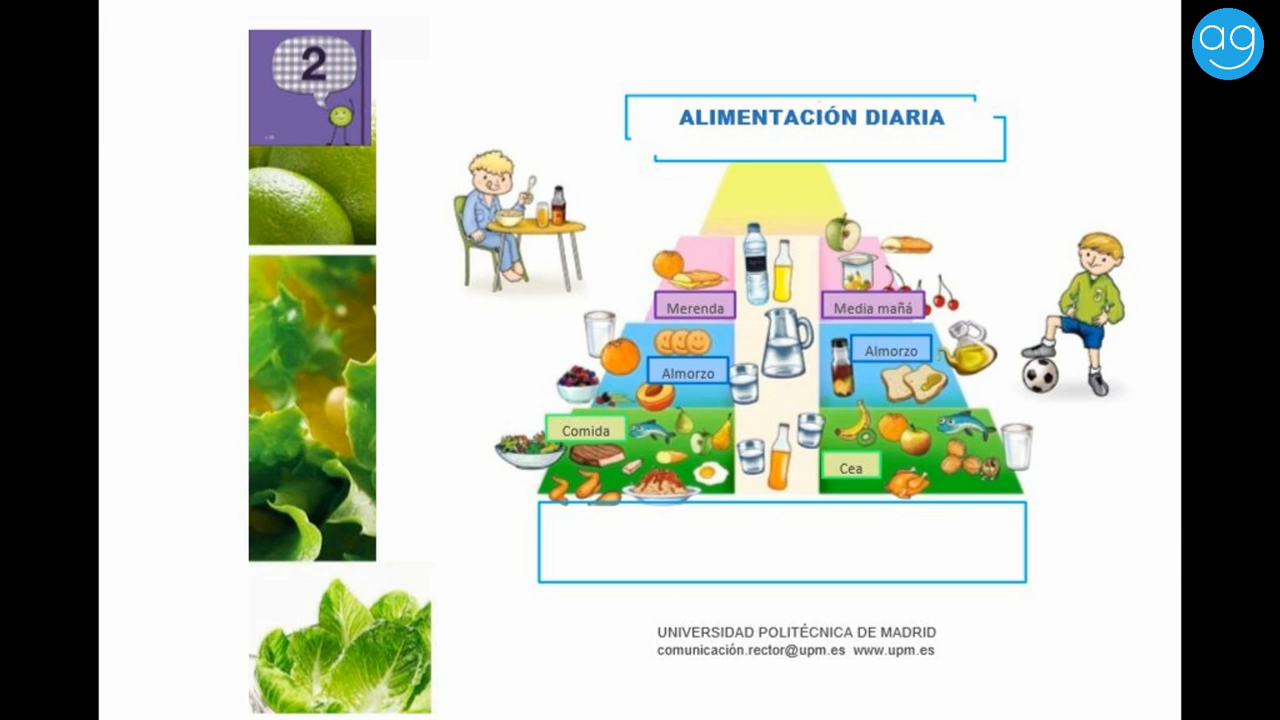 ag
2
ALIMENTACIÓN DIARIA
Merenda
Media mañá
Almorzo
Almorzo
Comida
Cea
UNIVERSIDAD POLITÉCNICA DE MADRID
comunicación.rector@upm.es www.upm.es